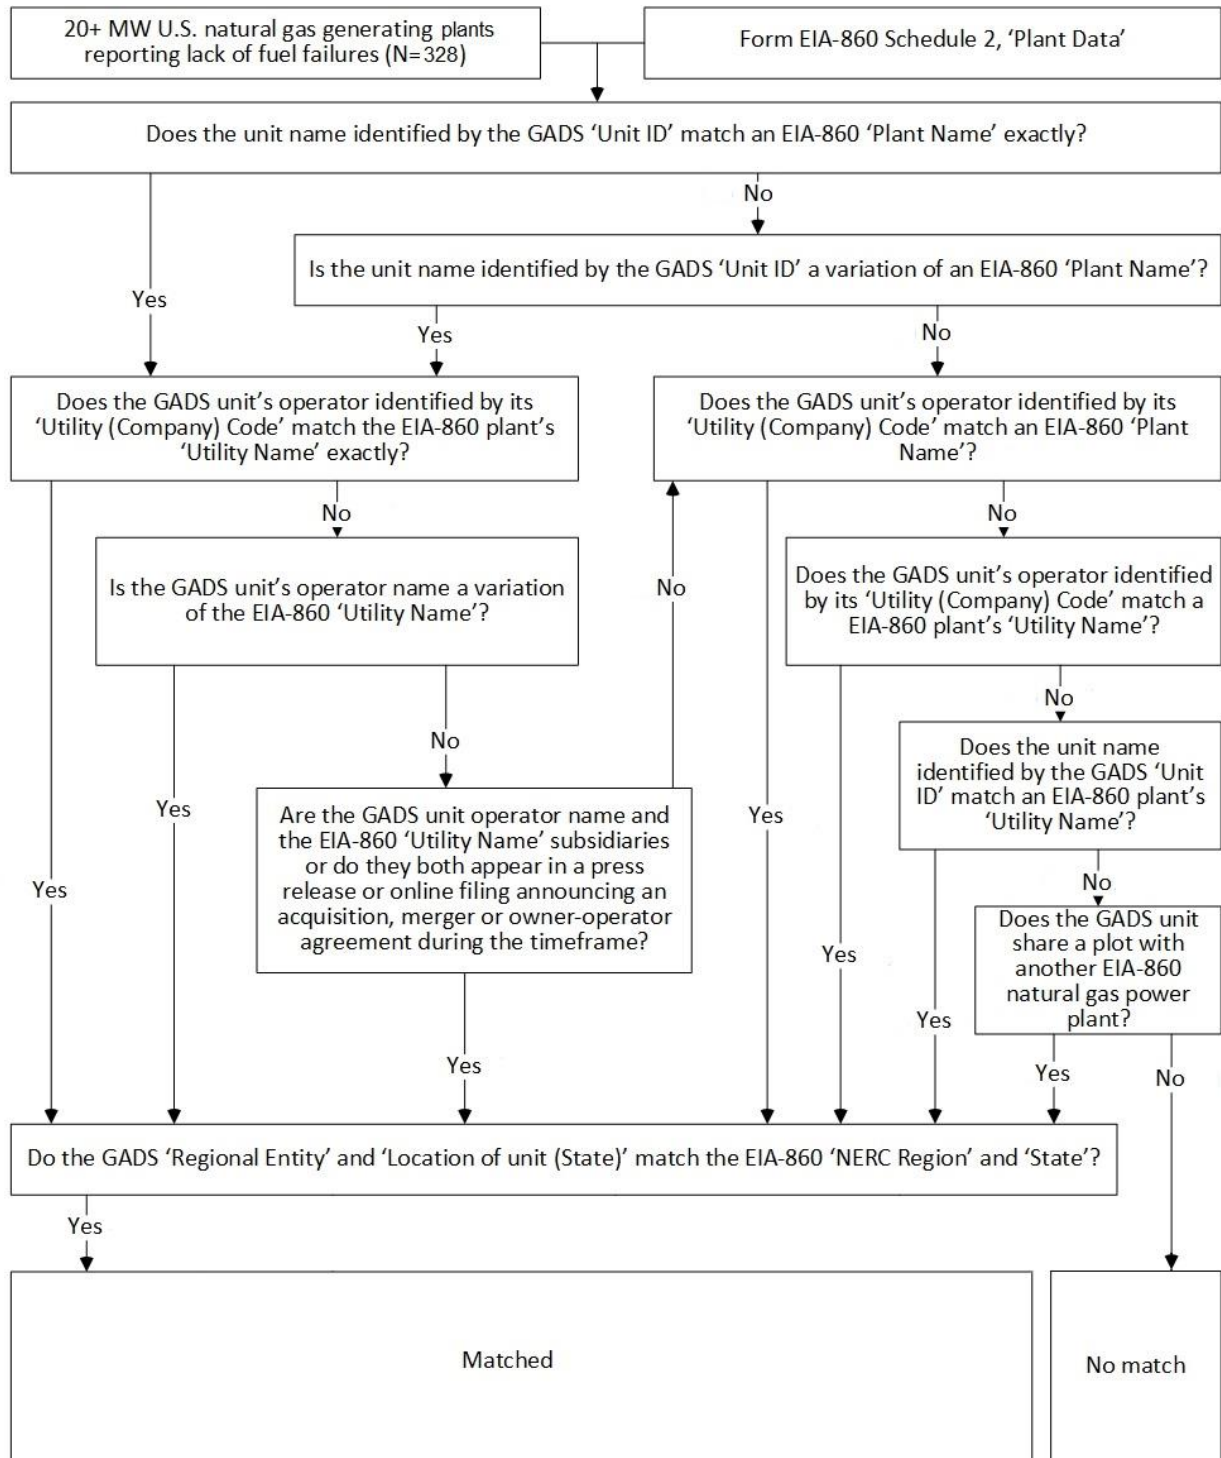 20+ MW U.S. natural gas generating plants
reporting lack of fuel failures (N=328)
Form EIA-860 Schedule 2, ‘Plant Data’
Does the unit name identified by the GADS ‘Unit ID’ match an EIA-860 ‘Plant Name’ exactly?
No
Is the unit name identified by the GADS ‘Unit ID’ a variation of an EIA-860 ‘Plant Name’?
Yes
Yes
No
Does the GADS unit’s operator identified by its
‘Utility (Company) Code’ match the EIA-860 plant’s
‘Utility Name’ exactly?
Does the GADS unit’s operator identified by its
‘Utility (Company) Code’ match an EIA-860 ‘Plant
Name’?
No
No
Is the GADS unit’s operator name a variation
of the EIA-860 ‘Utility Name’?
No
Does the GADS unit’s operator identified
by its ‘Utility (Company) Code’ match a
EIA-860 plant’s ‘Utility Name’?
No
No
Does the unit name
identified by the GADS ‘Unit
ID’ match an EIA-860 plant’s
‘Utility Name’?
Yes
Are the GADS unit operator name and
the EIA-860 ‘Utility Name’ subsidiaries
or do they both appear in a press
release or online filing announcing an
acquisition, merger or owner-operator
agreement during the timeframe?
Yes
Yes
No
Does the GADS unit
share a plot with
another EIA-860
natural gas power
plant?
Yes
Yes
Yes
Yes
No
Do the GADS ‘Regional Entity’ and ‘Location of unit (State)’ match the EIA-860 ‘NERC Region’ and ‘State’?
Yes
Matched
No match